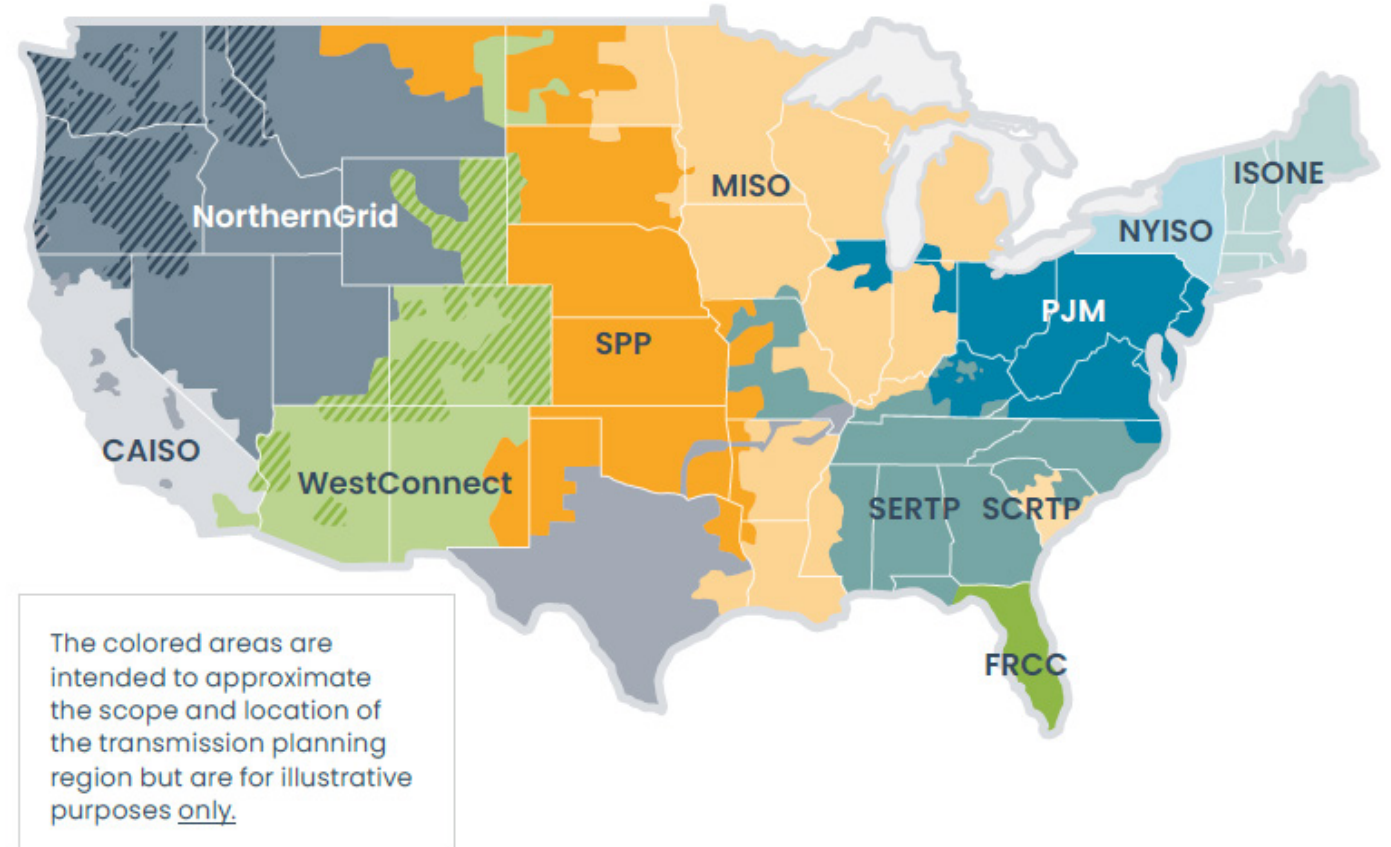 ISONE
MISO
NorthernGrid
NYISO
PJM
SPP
CAISO
WestConnect
SERTP SCRTP
FRCC
The colored areas are
intended to approximate
the scope and location of
the transmission planning
region but are for illustrative
purposes only.